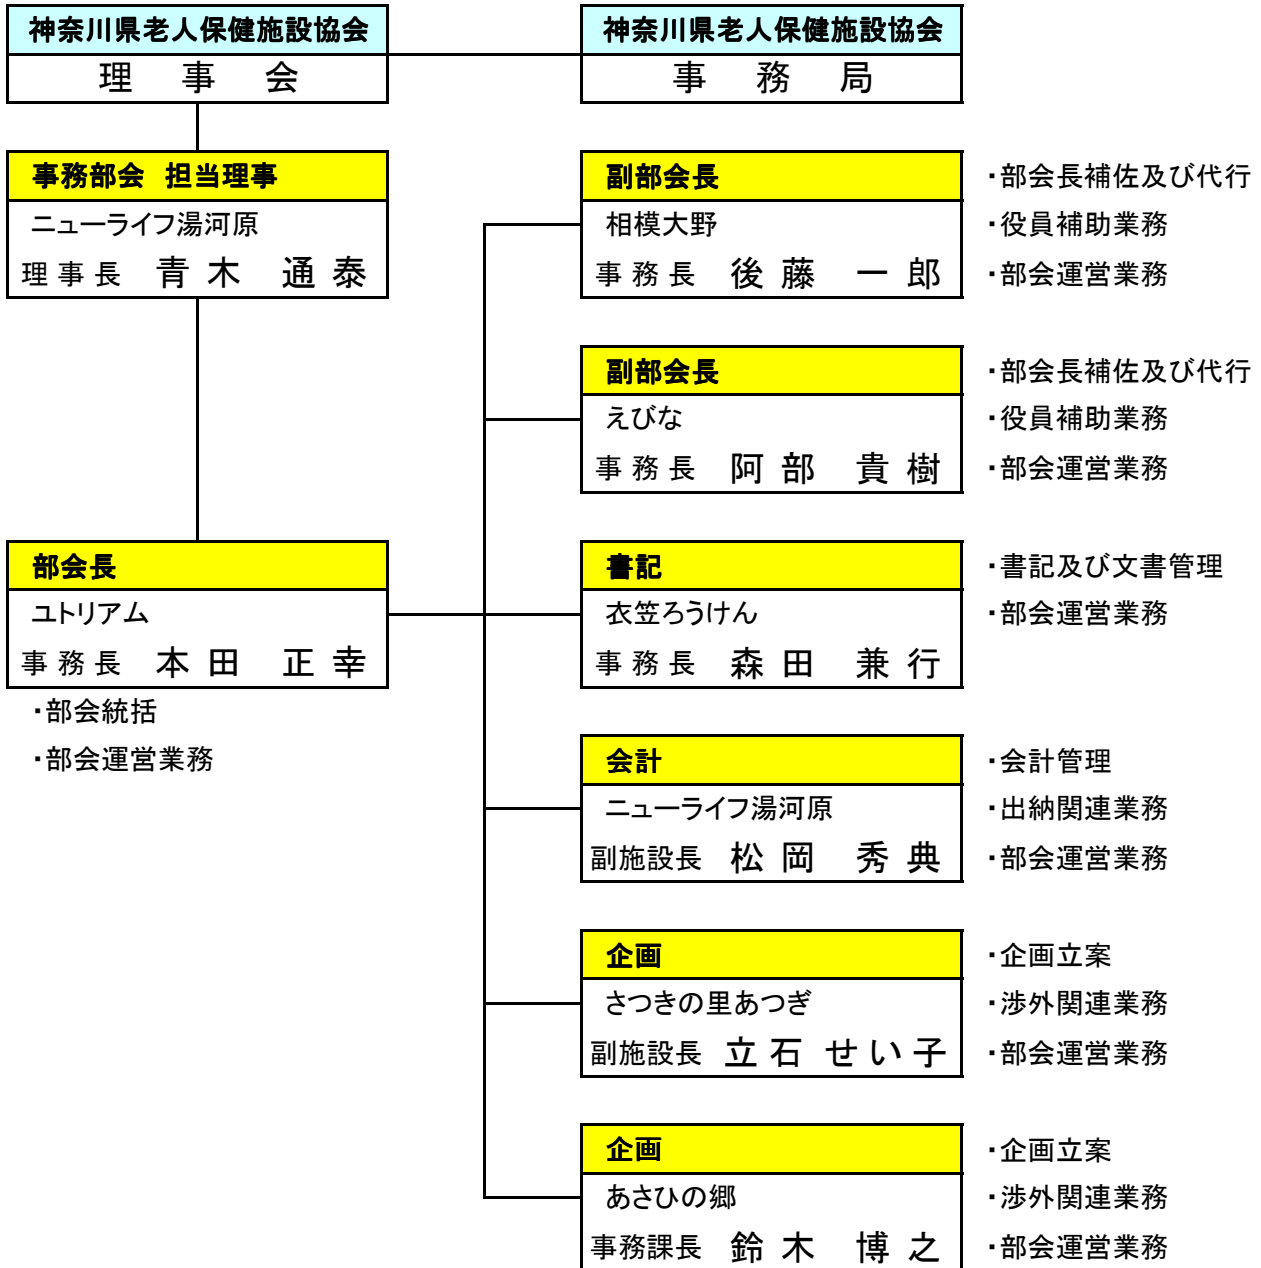 神奈川県老人保健施設協会
理事会
神奈川県老人保健施設協会
事務局
事務部会 担当理事
ニューライフ湯河原
理事長 青木 通泰
部会長
ユトリアム
事務長 本田 正幸
・部会統括
・部会運営業務
副部会長
相模大野
事務長 後藤 一郎
・部会長補佐及び代行
・役員補助業務
・部会運営業務
副部会長
えびな
事務長 阿部 貴樹
・部会長補佐及び代行
・役員補助業務
・部会運営業務
書記
衣笠ろうけん
事務長 森田 兼行
・書記及び文書管理
・部会運営業務
会計
ニューライフ湯河原
副施設長 松岡 秀典
・会計管理
・出納関連業務
・部会運営業務
企画
さつきの里あつぎ
副施設長 立石 せい子
・企画立案
・渉外関連業務
・部会運営業務
企画
あさひの郷
事務課長 鈴木 博之
・企画立案
・渉外関連業務
・部会運営業務